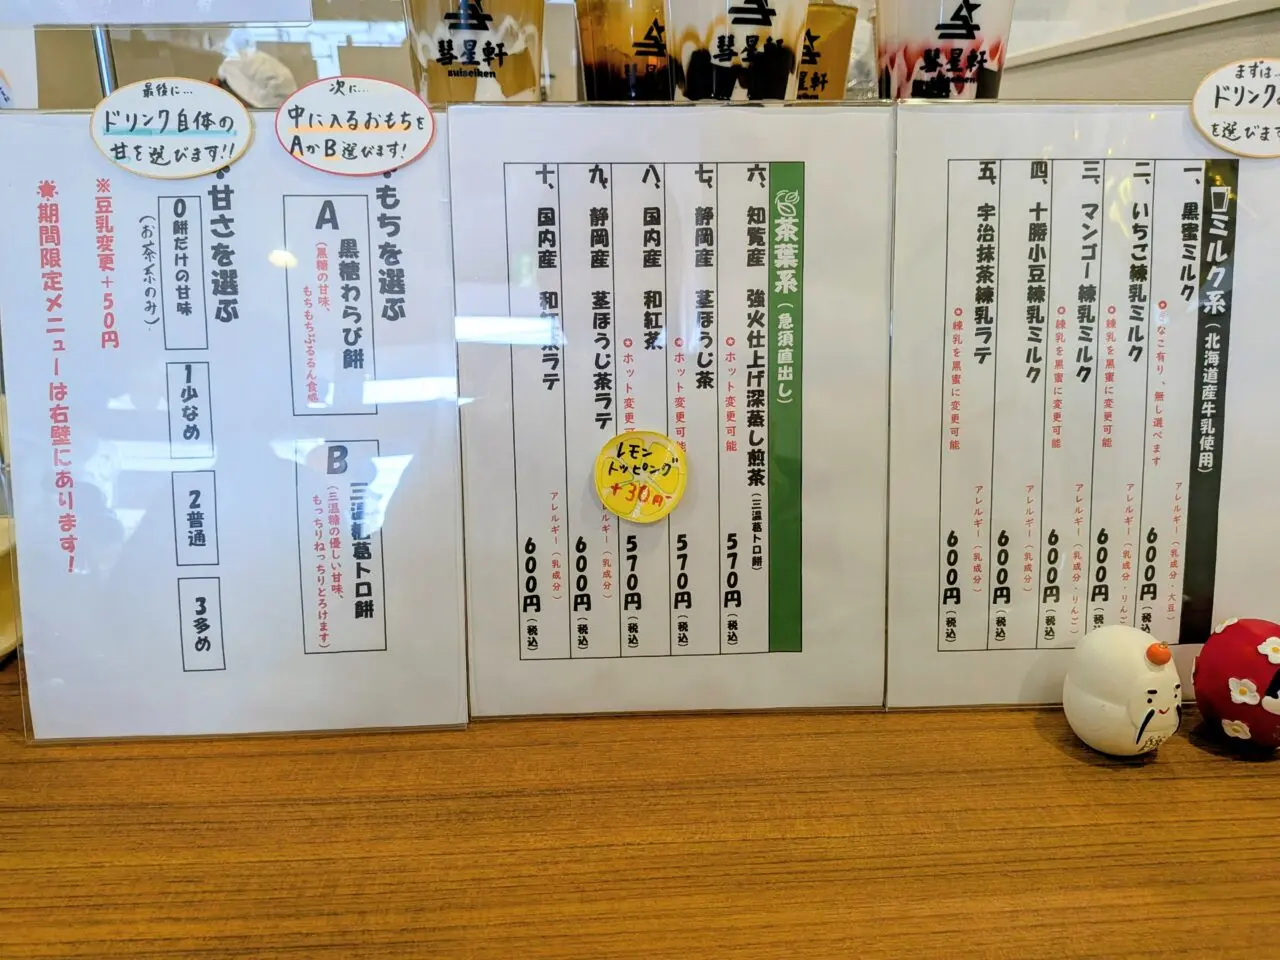 彗星軒
suiseiken
彗星軒
彗星軒
suiseiken
彗星軒
suiseiken
まずは…
ドリンク
を選びます
ミルク系(北海道産牛乳使用)
一、黒蜜ミルク
きなこ有り、無し選べます
アレルギー(乳成分・大豆)
600円(税込)
二、いちご練乳ミルク
アレルギー(乳成分・りんご
600円
三、マンゴー練乳ミルク
✪練乳を黒蜜に変更可能
アレルギー(乳成分・りんご)
600円(税込)
四、十勝小豆練乳ミルク
✪練乳を黒蜜に変更可能
アレルギー(乳成分)
600円(税込)
五、宇治抹茶練乳ラテ
✪練乳を黒蜜に変更可能
アレルギー(乳成分)
600円(税込)
茶葉系(急須直出し)
六、知覧産 強火仕上げ深蒸し煎茶(三温葛トロ餅)
✪ホット変更可能
570円(税込)
七、静岡産 茎ほうじ茶
✪ホット変更可能
570円(税込)
八、国内産 和紅茶
✪ホット変更可
570円(税込)
九、静岡産 茎ほうじ茶ラテ
アレルギー(乳成分)
600円(税込)
十、国内産 和紅茶ラテ
アレルギー(乳成分)
600円(税込)
レモン
トッピング
+30円
次に…
中に入るおもちを
AかB選びます!
もちを選ぶ
A
黒糖わらび餅
(黒糖の甘味、
もちもちぷるるん食感
B
三温糖葛トロ餅
(三温糖の優しい甘味、
もっちりねっちりとろけます)
最後に…
ドリンク自体の
甘を選びます!!
甘さを選ぶ
0餅だけの甘味
(お茶系のみ)
1少なめ
2普通
3多め
※豆乳変更+50円
期間限定メニューは右壁にあります!